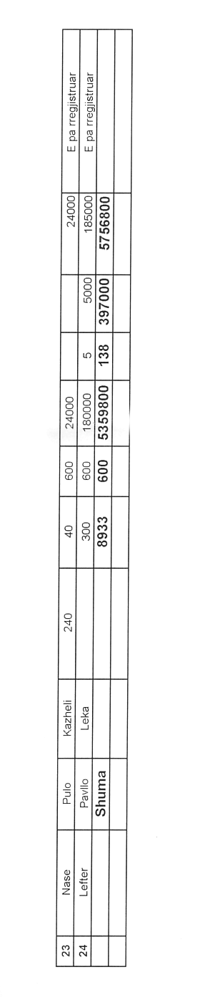 23 Nase Pulo Kazheli 240 40 600 24000 24000 E pa rregjistruar
24 Lefter Pavllo Leka 300 600 180000 5 5000 185000 E pa rregjistruar
Shuma 8933 600 5359800 138 397000 5756800